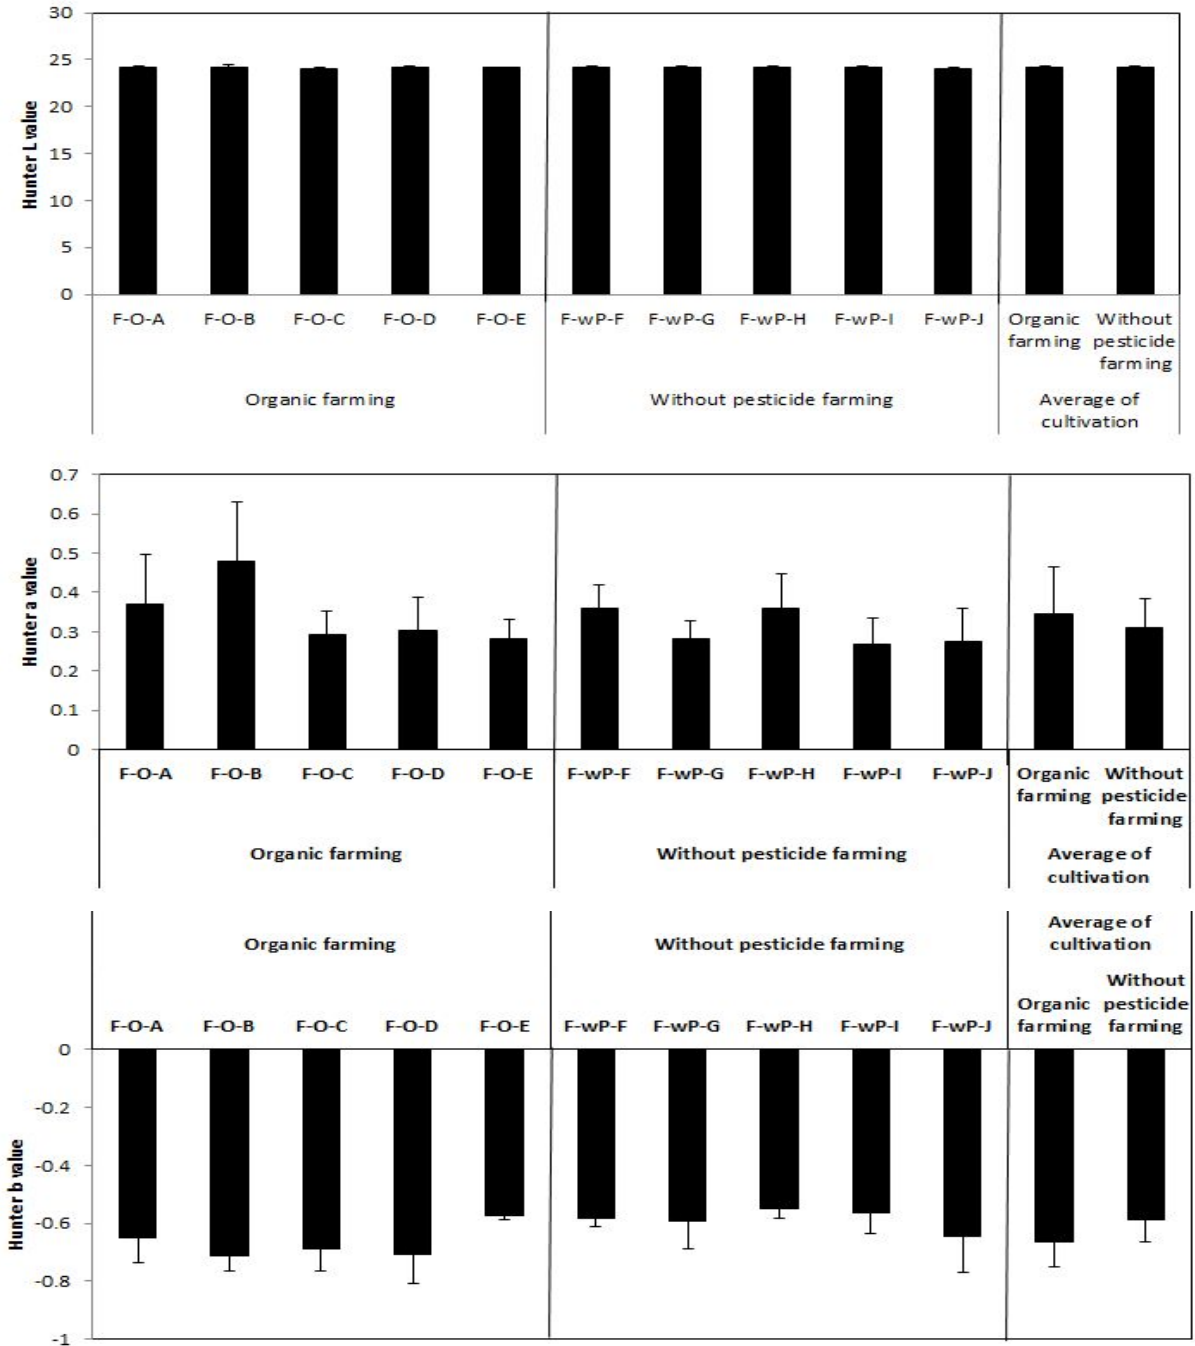 30
25
20
15
10
5
0
Hunter L value
F-O-A F-O-B F-O-C F-O-D F-O-E F-wP-F F-wP-G F-wP-H F-wP-I F-wP-J Organic Without
farming pesticide
farming
Organic farming Without pesticide farming Average of
cultivation
0.7
0.6
0.5
0.4
0.3
0.2
0.1
0
Hunter a value
F-O-A F-O-B F-O-C F-O-D F-O-E F-wP-F F-wP-G F-wP-H F-wP-I F-wP-J Organic Without
farming pesticide
farming
Organic farming Without pesticide farming Average of
cultivation
Average of
Organic farming Without pesticide farming cultivation
Without
Organic pesticide
F-O-A F-O-B F-O-C F-O-D F-O-E F-wP-F F-wP-G F-wP-H F-wP-I F-wP-J farming farming
0
-0.2
-0.4
-0.6
-0.8
-1
Hunter b value